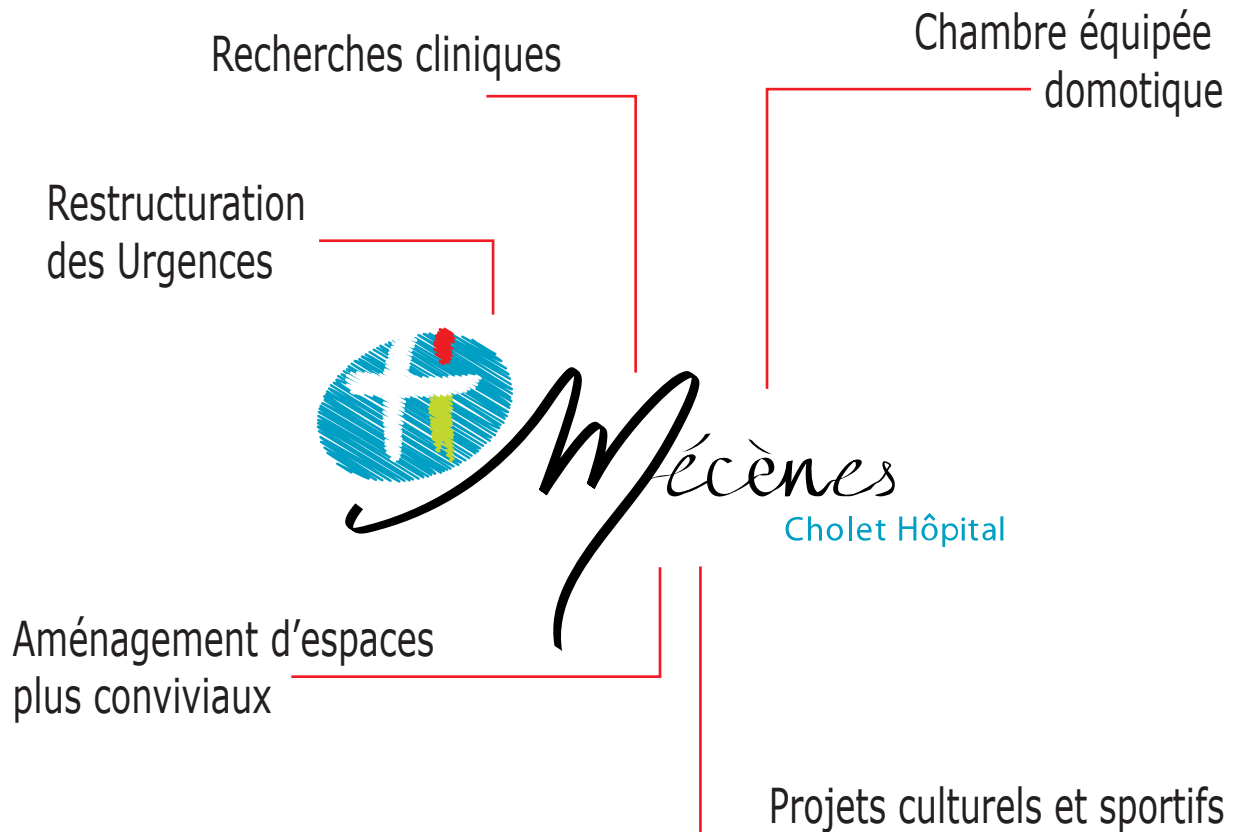 Recherches cliniques
Chambre équipée
domotique
Restructuration
des Urgences
Mécènes
Cholet Hôpital
Aménagement d’espaces
plus conviviaux
Projets culturels et sportifs